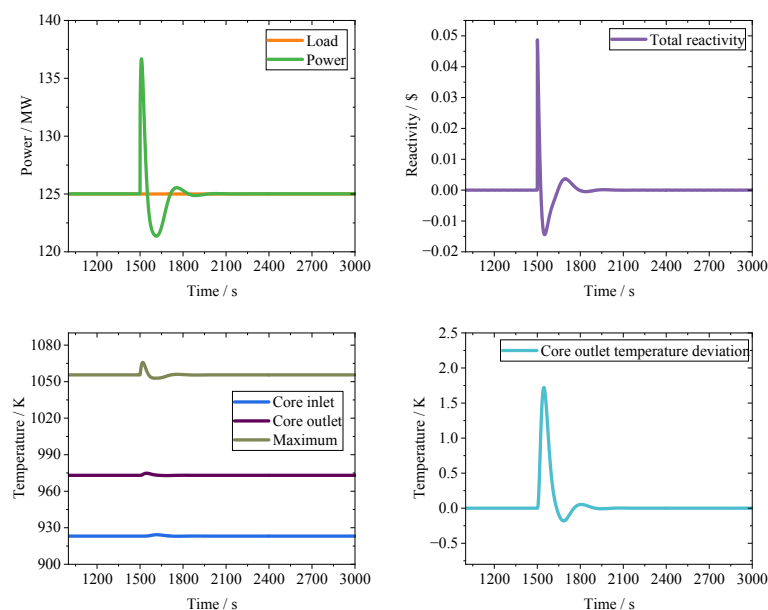 140
135
130
125
120
Power / MW
Load
Power
1200 1500 1800 2100 2400 2700 3000
Time / s
0.05
0.04
0.03
0.02
0.01
0.00
−0.01
−0.02
Reactivity / $
Total reactivity
1200 1500 1800 2100 2400 2700 3000
Time / s
1080
1050
1020
990
960
930
900
Temperature / K
Core inlet
Core outlet
Maximum
1200 1500 1800 2100 2400 2700 3000
Time / s
2.5
2.0
1.5
1.0
0.5
0.0
−0.5
Temperature / K
Core outlet temperature deviation
1200 1500 1800 2100 2400 2700 3000
Time / s